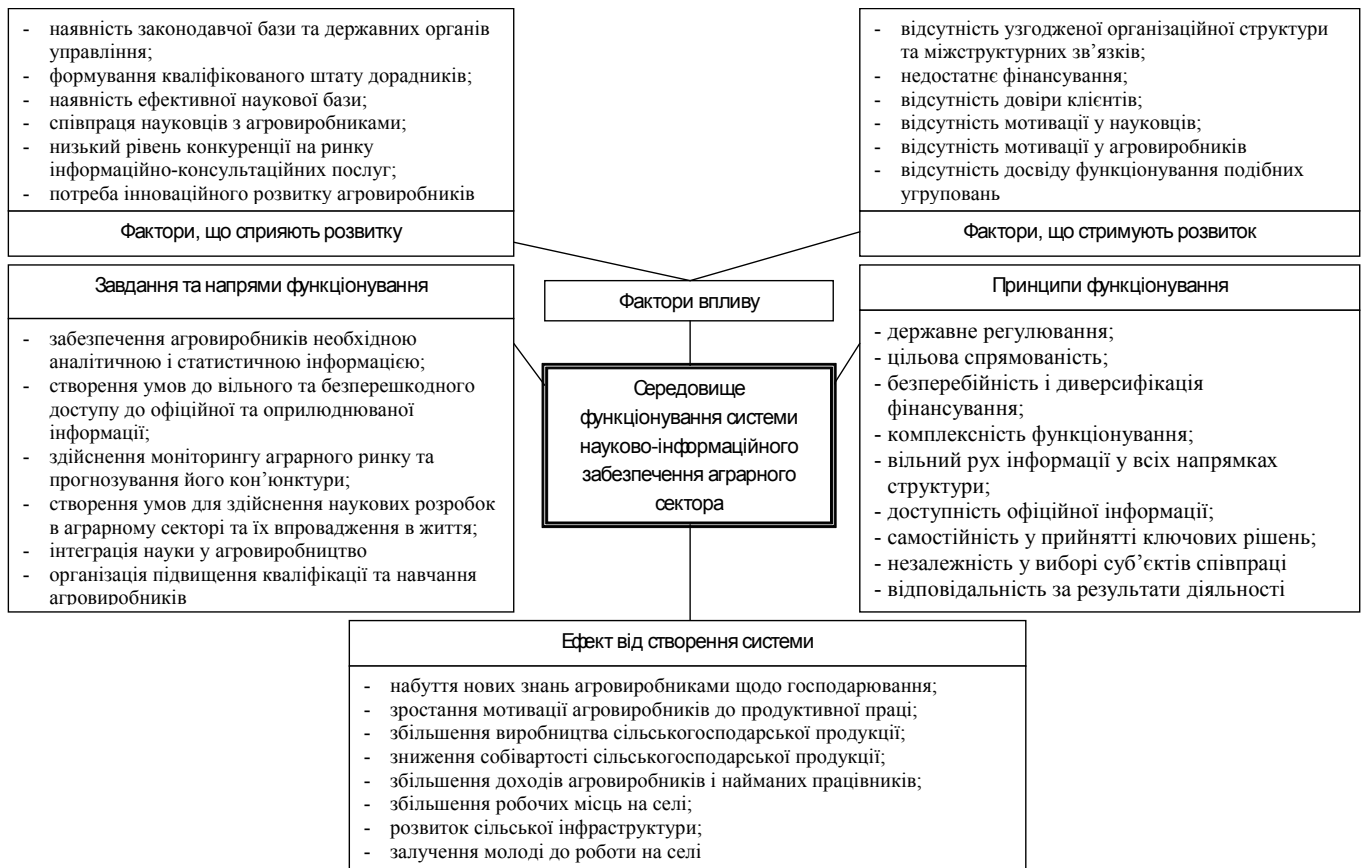 - наявність законодавчої бази та державних органів
управління;
- формування кваліфікованого штату дорадників;
- наявність ефективної наукової бази;
- співпраця науковців з агровиробниками;
- низький рівень конкуренції на ринку
інформаційно-консультаційних послуг;
- потреба інноваційного розвитку агровиробників
Фактори, що сприяють розвитку
- відсутність узгодженої організаційної структури
та міжструктурних зв’язків;
- недостатнє фінансування;
- відсутність довіри клієнтів;
- відсутність мотивації у науковців;
- відсутність мотивації у агровиробників
- відсутність досвіду функціонування подібних
угруповань
Фактори, що стримують розвиток
Фактори впливу
Завдання та напрями функціонування
- забезпечення агровиробників необхідною
аналітичною і статистичною інформацією;
- створення умов до вільного та безперешкодного
доступу до офіційної та оприлюднюваної
інформації;
- здійснення моніторингу аграрного ринку та
прогнозування його кон’юнктури;
- створення умов для здійснення наукових розробок
в аграрному секторі та їх впровадження в життя;
- інтеграція науки у агровиробництво
- організація підвищення кваліфікації та навчання
агровиробників
Середовище
функціонування системи
науково-інформаційного
забезпечення аграрного
сектора
Принципи функціонування
- державне регулювання;
- цільова спрямованість;
- безперебійність і диверсифікація
фінансування;
- комплексність функціонування;
- вільний рух інформації у всіх напрямках
структури;
- доступність офіційної інформації;
- самостійність у прийнятті ключових рішень;
- незалежність у виборі суб’єктів співпраці
- відповідальність за результати діяльності
Ефект від створення системи
- набуття нових знань агровиробниками щодо господарювання;
- зростання мотивації агровиробників до продуктивної праці;
- збільшення виробництва сільськогосподарської продукції;
- зниження собівартості сільськогосподарської продукції;
- збільшення доходів агровиробників і найманих працівників;
- збільшення робочих місць на селі;
- розвиток сільської інфраструктури;
- залучення молоді до роботи на селі